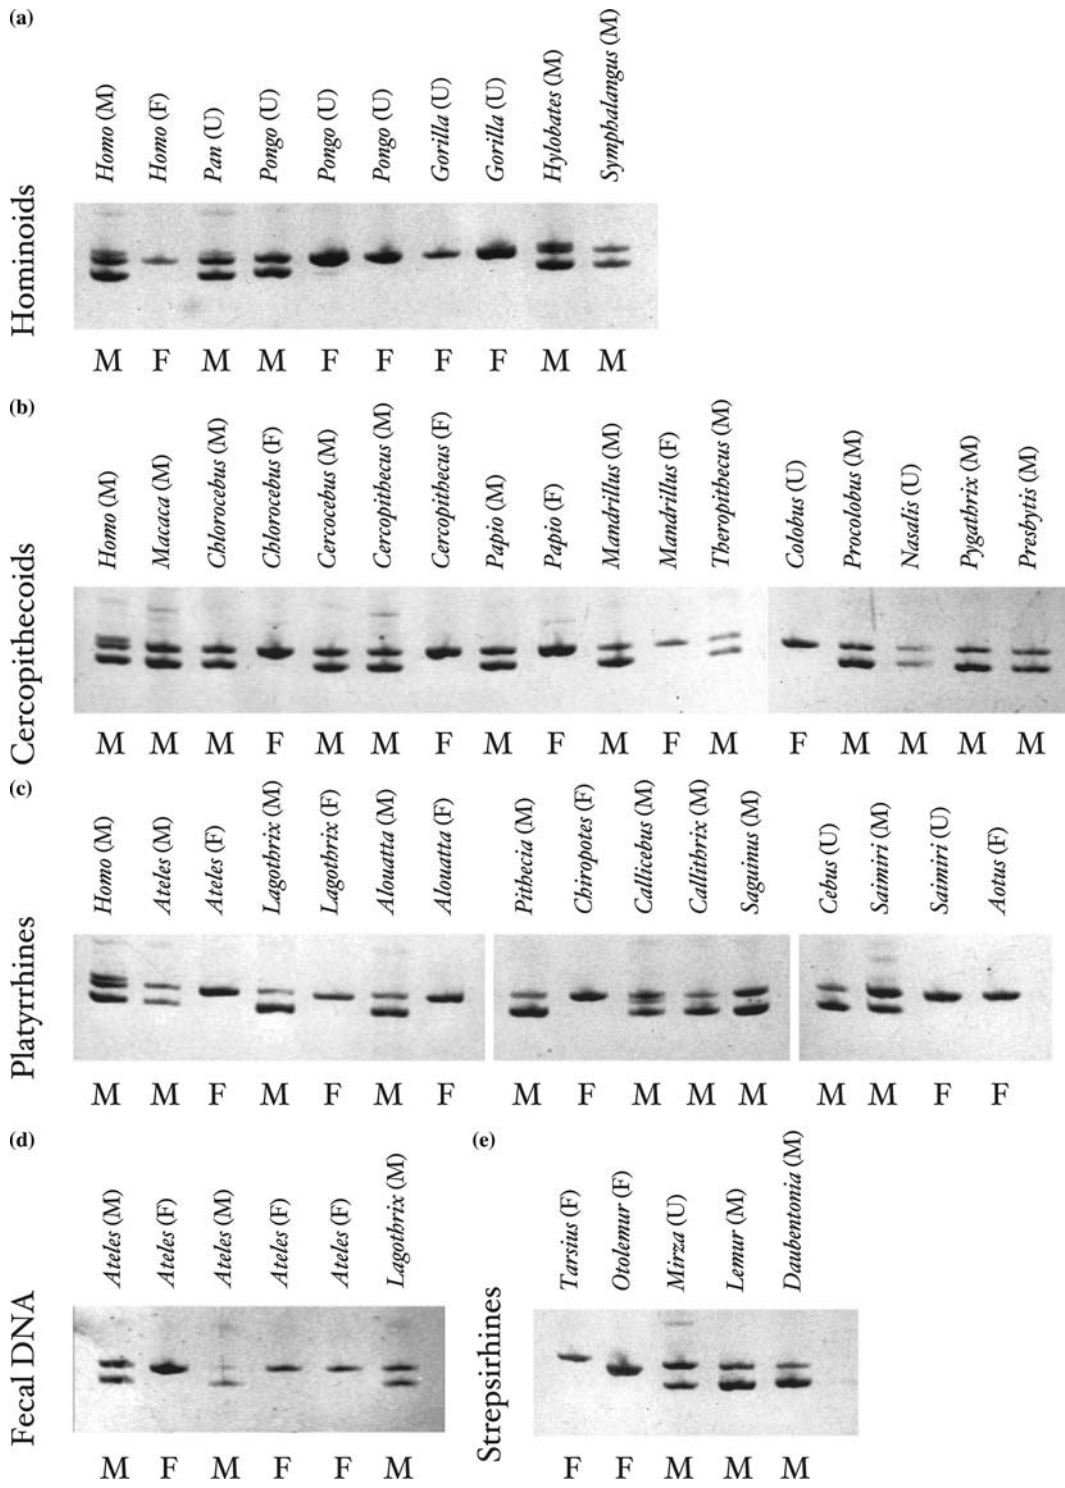 (a)
Homo (M)
Homo (F)
Pan (U)
Pongo (U)
Pongo (U)
Pongo (U)
Gorilla (U)
Gorilla (U)
Hylobates (M)
Symphalangus (M)
Hominoids
M F M M F F F F M M
(b)
Homo (M)
Macaca (M)
Chlorocebus (M)
Chlorocebus (F)
Cercocebus (M)
Cercopithecus (M)
Cercopithecus (F)
Papio (M)
Papio (F)
Mandrillus (M)
Mandrillus (F)
Theropithecus (M)
Colobus (U)
Procolobus (M)
Nasalis (U)
Pygathrix (M)
Presbytis (M)
Cercopithecoids
M M M F M M F M F M F M F M M M M
(c)
Homo (M)
Ateles (M)
Ateles (F)
Lagothrix (M)
Lagothrix (F)
Alouatta (M)
Alouatta (F)
Pithecia (M)
Chiropotes (F)
Callicebus (M)
Callithrix (M)
Saguinus (M)
Cebus (U)
Saimiri (M)
Saimiri (U)
Aotus (F)
Platyrrhines
M M F M F M F M F M M M M M F F
(d)
Ateles (M)
Ateles (F)
Ateles (M)
Ateles (F)
Ateles (F)
Lagothrix (M)
Fecal DNA
M F M F F M
(e)
Tarsius (F)
Otolemur (F)
Mirza (U)
Lemur (M)
Daubentonia (M)
Strepsirhines
F F M M M